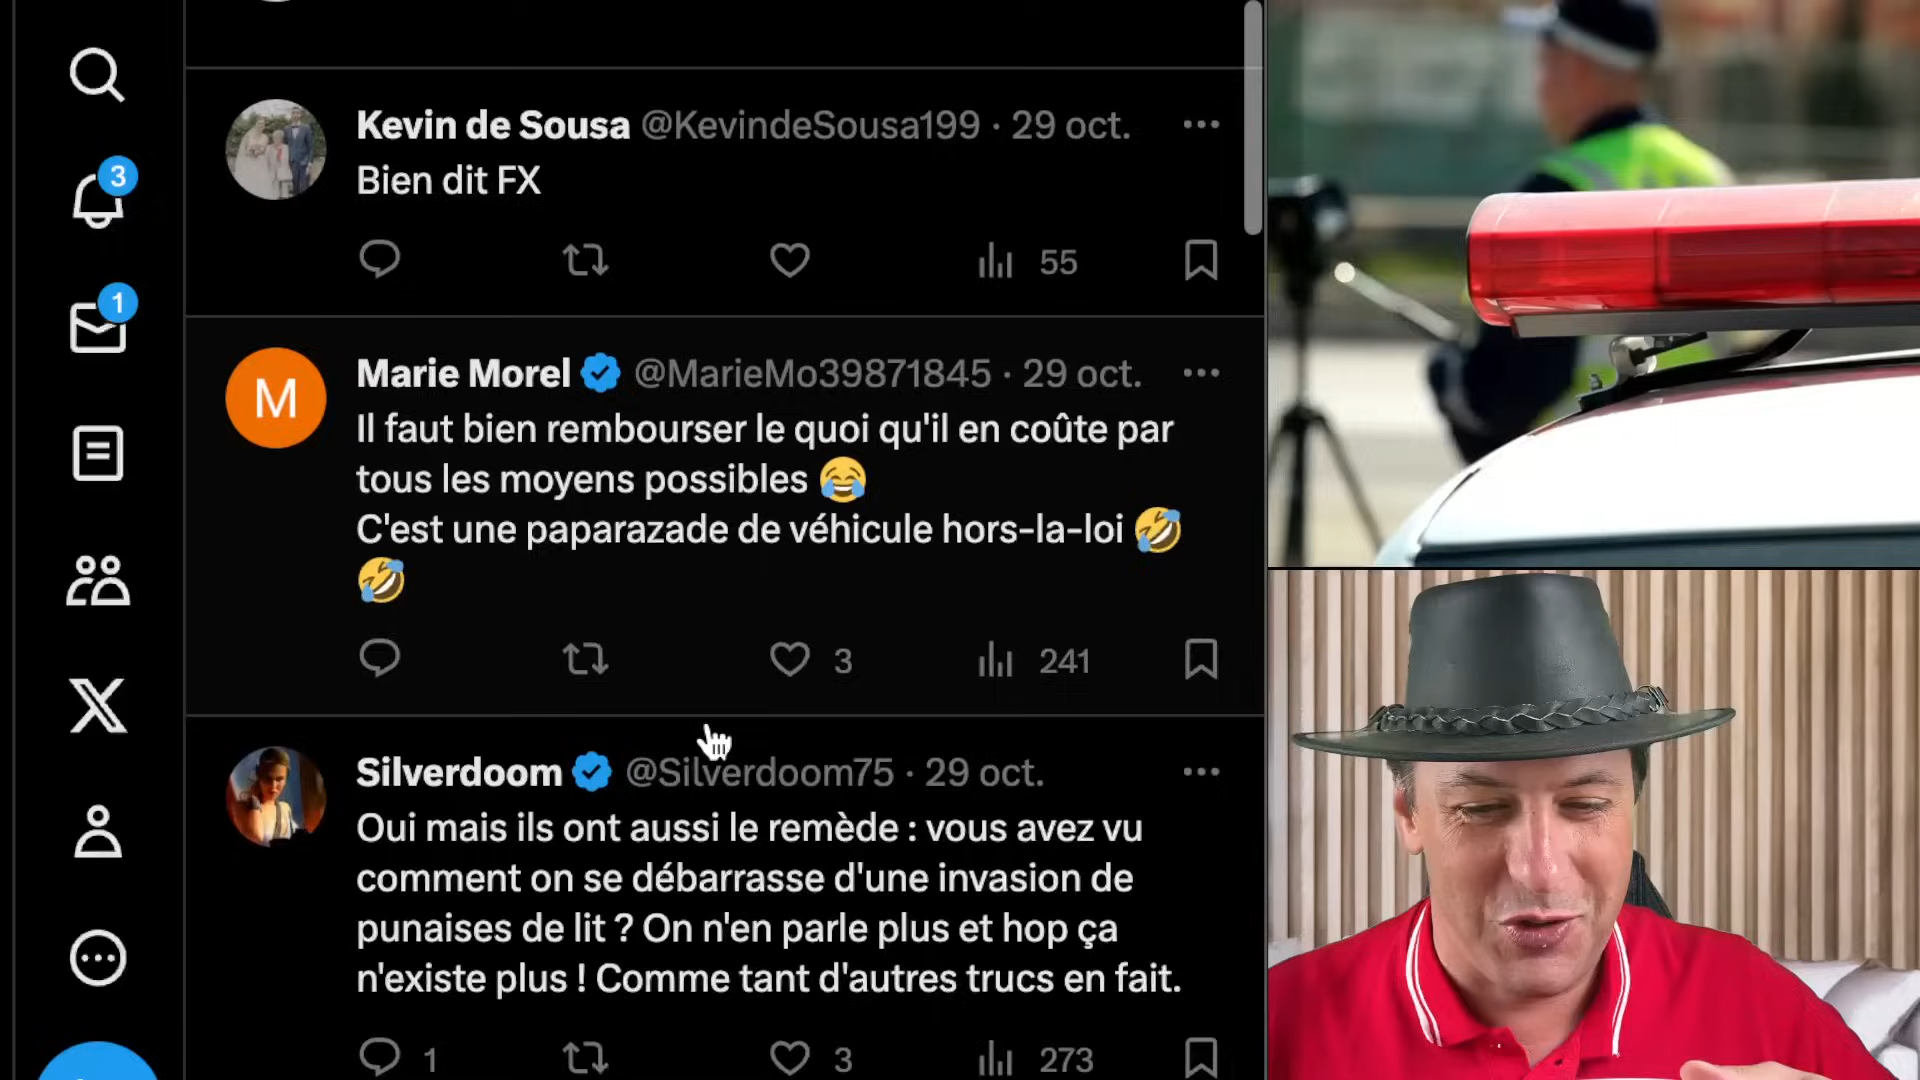 Kevin de Sousa @KevindeSousa199 · 29 oct.
Bien dit FX
55
3
1
Marie Morel @MarieMo39871845 · 29 oct.
M
Il faut bien rembourser le quoi qu'il en coûte par
tous les moyens possibles 😂
C'est une paparazade de véhicule hors-la-loi 🤣
🤣
3 241
Silverdoom @Silverdoom75 · 29 oct.
Oui mais ils ont aussi le remède : vous avez vu
comment on se débarrasse d'une invasion de
punaises de lit ? On n'en parle plus et hop ça
n'existe plus ! Comme tant d'autres trucs en fait.
1 3 273